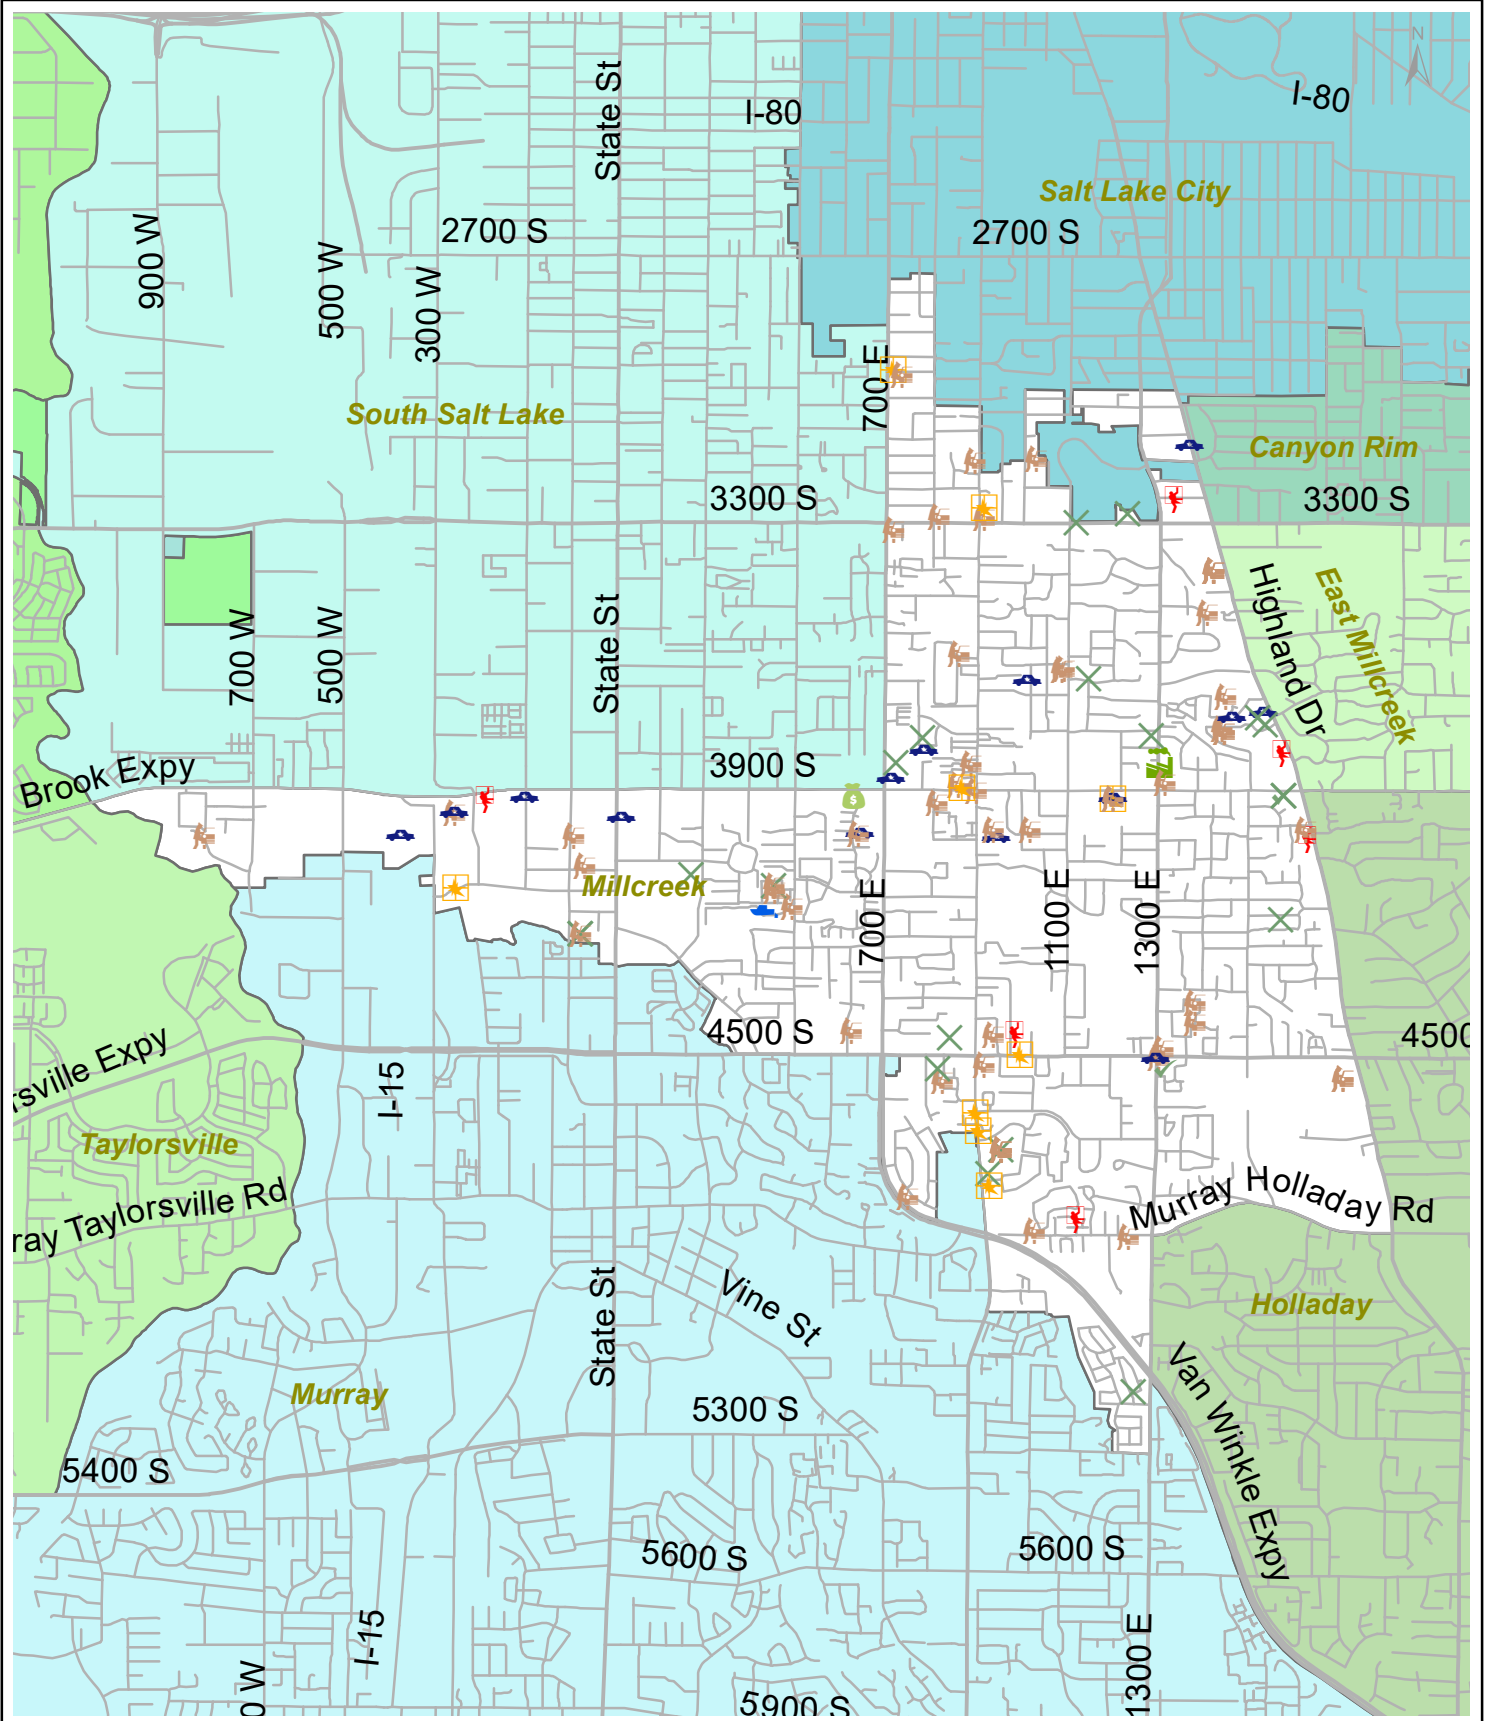 N
I-80
State St
I-80
Salt Lake City
2700 S
2700 S
900 W
500 W
300 W
700 E
South Salt Lake
Canyon Rim
3300 S
3300 S
Highland Dr
East Millcreek
700 W
500 W
State St
3900 S
Brook Expy
$
Millcreek
700 E
1100 E
1300 E
4500 S
4500
rsville Expy
I-15
Taylorsville
ray Taylorsville Rd
Murray Holladay Rd
State St
Vine St
Holladay
Van Winkle Expy
Murray
5300 S
5400 S
5600 S
5600 S
I-15
1300 E
0 W
5900 S